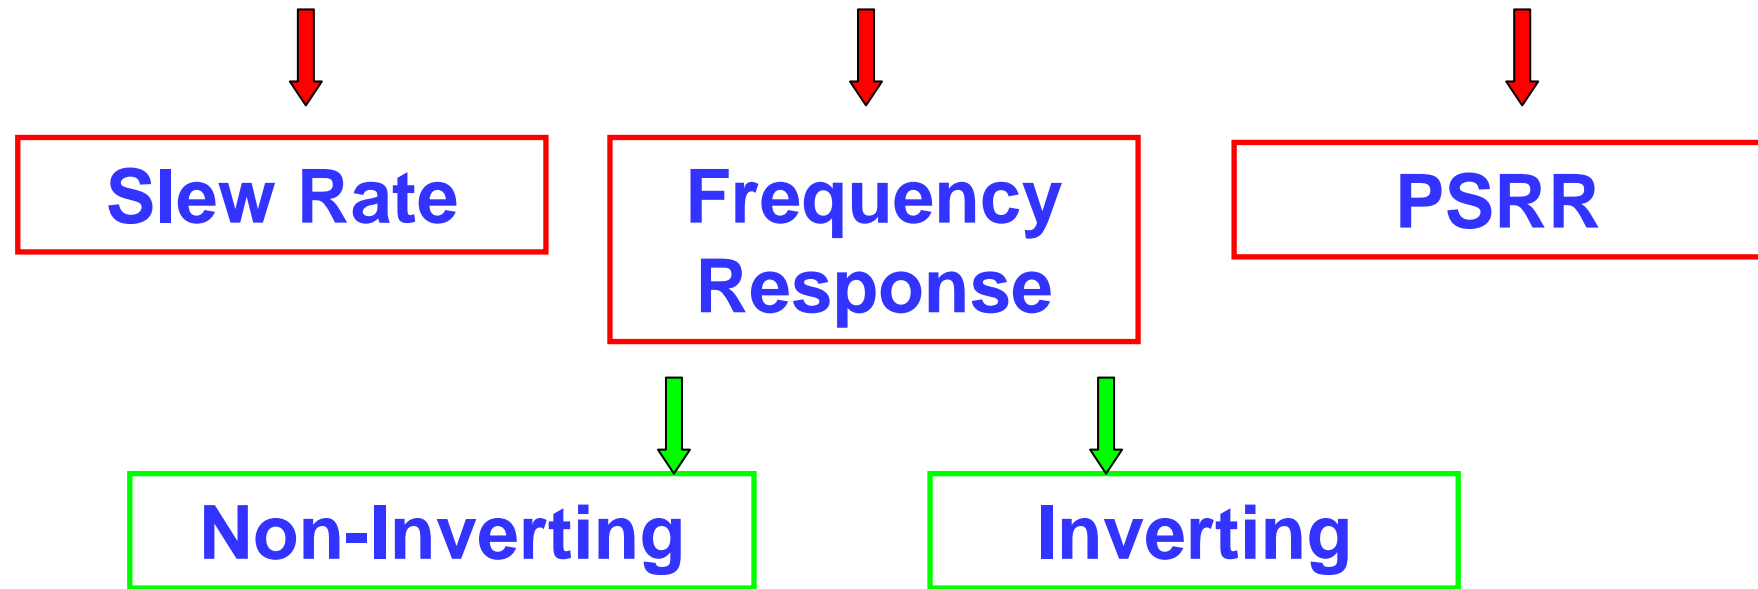 Slew Rate
Frequency
Response
PSRR
Non-Inverting
Inverting